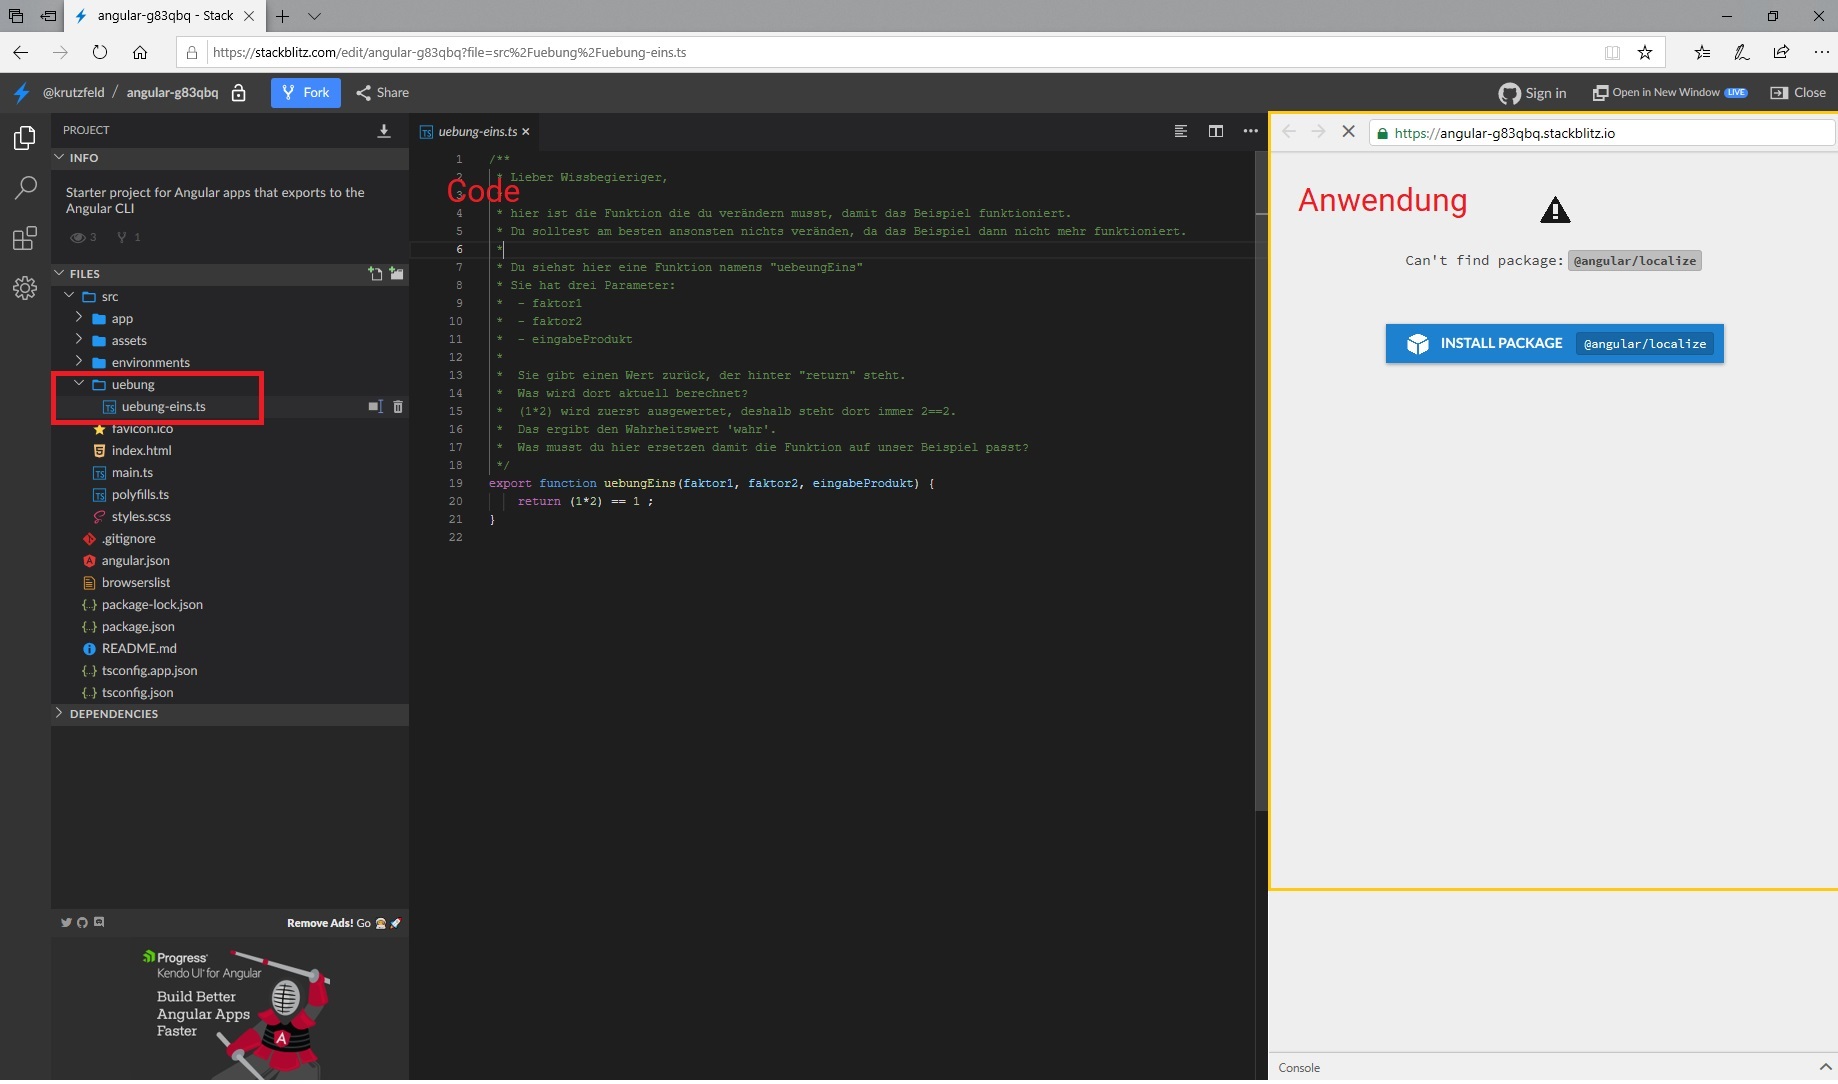 angular-g83qbq - Stack
https://stackblitz.com/edit/angular-g83qbq?file=src%2Fuebung%2Fuebung-eins.ts
@krutzfeld / angular-g83qbq
Fork
Share
Sign in
Open in New Window LIVE
Close
PROJECT
INFO
Starter project for Angular apps that exports to the
Angular CLI
3 1
FILES
src
app
assets
environments
uebung
uebung-eins.ts
favicon.ico
index.html
main.ts
polyfills.ts
styles.scss
.gitignore
angular.json
browserslist
package-lock.json
package.json
README.md
tsconfig.app.json
tsconfig.json
DEPENDENCIES
Remove Ads! Go
Progress
Kendo UI for Angular
Build Better
Angular Apps
Faster
uebung-eins.ts
Code
1 /**
2 * Lieber Wissbegieriger,
3
4 * hier ist die Funktion die du verändern musst, damit das Beispiel funktioniert.
5 * Du solltest am besten ansonsten nichts veränden, da das Beispiel dann nicht mehr funktioniert.
6 *
7 * Du siehst hier eine Funktion namens "uebeungEins"
8 * Sie hat drei Parameter:
9 * - faktor1
10 * - faktor2
11 * - eingabeProdukt
12 *
13 * Sie gibt einen Wert zurück, der hinter "return" steht.
14 * Was wird dort aktuell berechnet?
15 * (1*2) wird zuerst ausgewertet, deshalb steht dort immer 2==2.
16 * Das ergibt den Wahrheitswert 'wahr'.
17 * Was musst du hier ersetzen damit die Funktion auf unser Beispiel passt?
18 */
19 export function uebungEins(faktor1, faktor2, eingabeProdukt) {
20 return (1*2) == 1 ;
21 }
22
https://angular-g83qbq.stackblitz.io
Anwendung
Can't find package: @angular/localize
INSTALL PACKAGE @angular/localize
Console